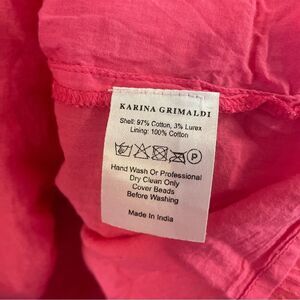 KARINA GRIMALDI
Shell: 97% Cotton, 3% Lurex
Lining: 100% Cotton
P
Hand Wash Or Professional
Dry Clean Only
Cover Beads
Before Washing
Made In India